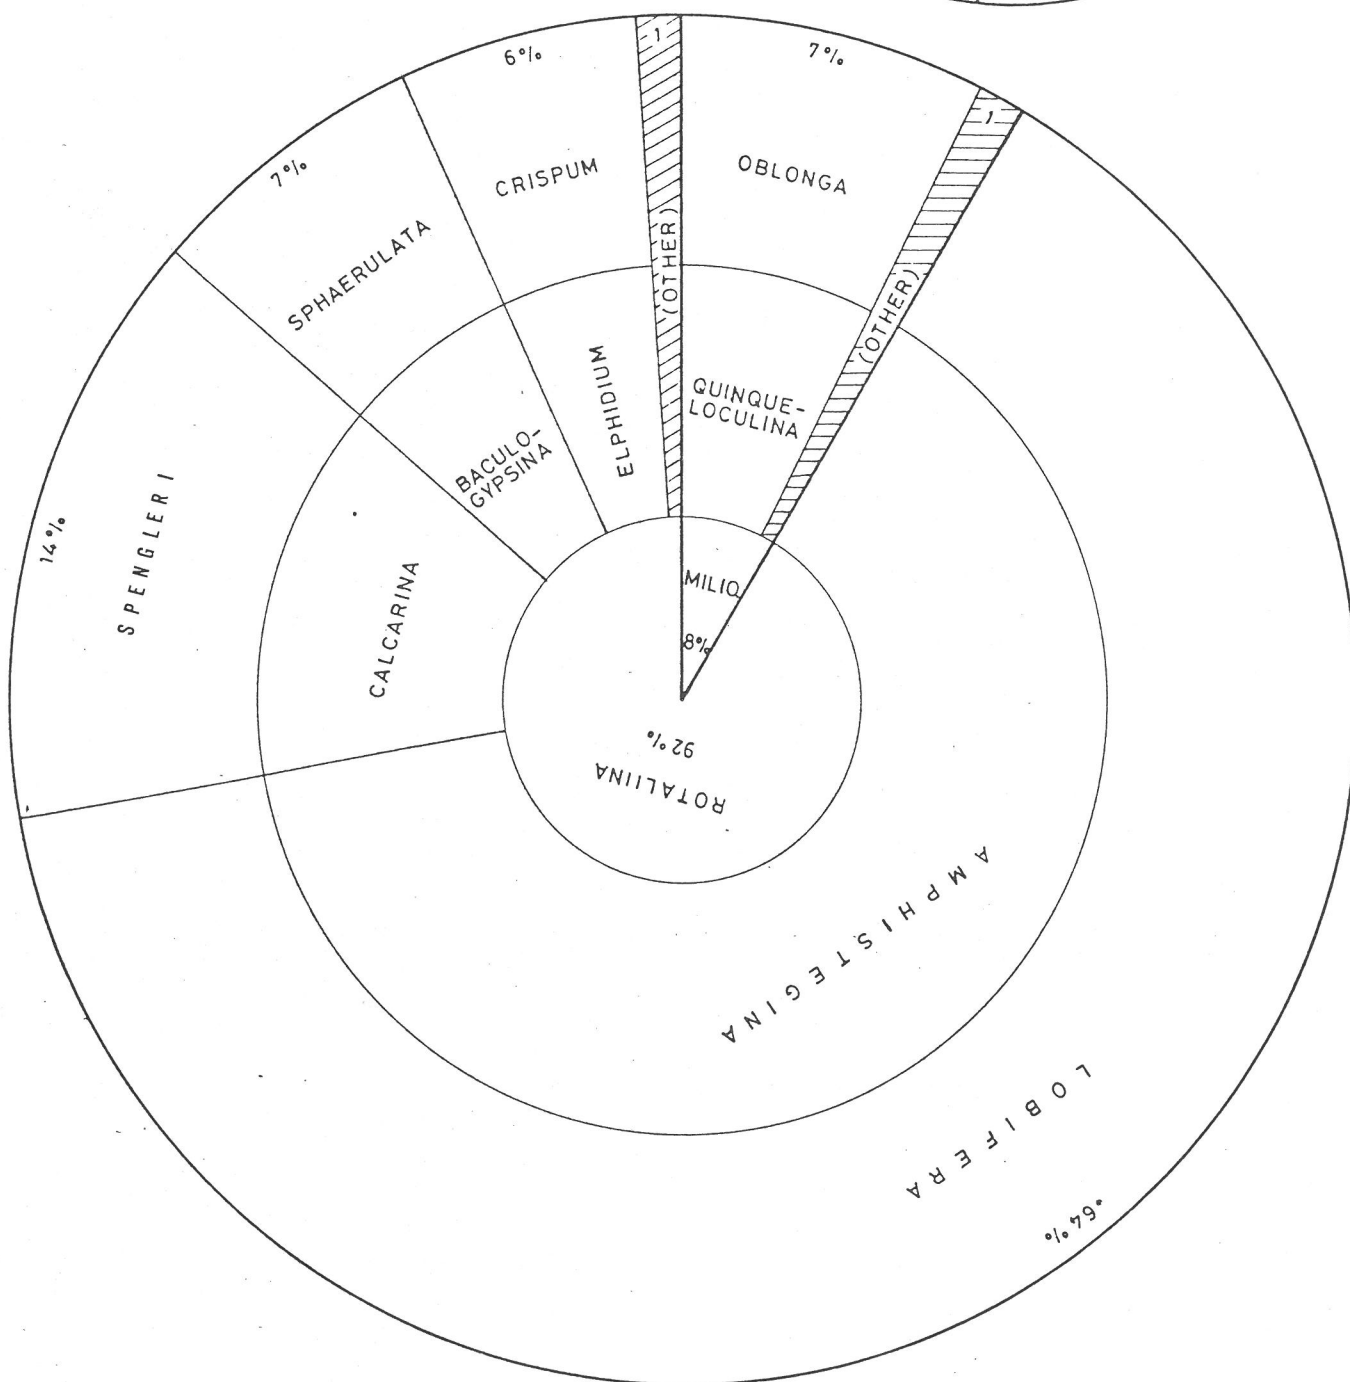 7%
OBLONGA
QUINQUE-
LOCULINA
1
(OTHER)
MILIO
8%
92%
ROTALIINA
AMPHISTEGINA
LOBIFERA
64%
14%
SPENGLERI
CALCARINA
7%
SPHAERULATA
BACULO-
GYPSINA
6%
CRISPUM
ELPHIDIUM
1
(OTHER)